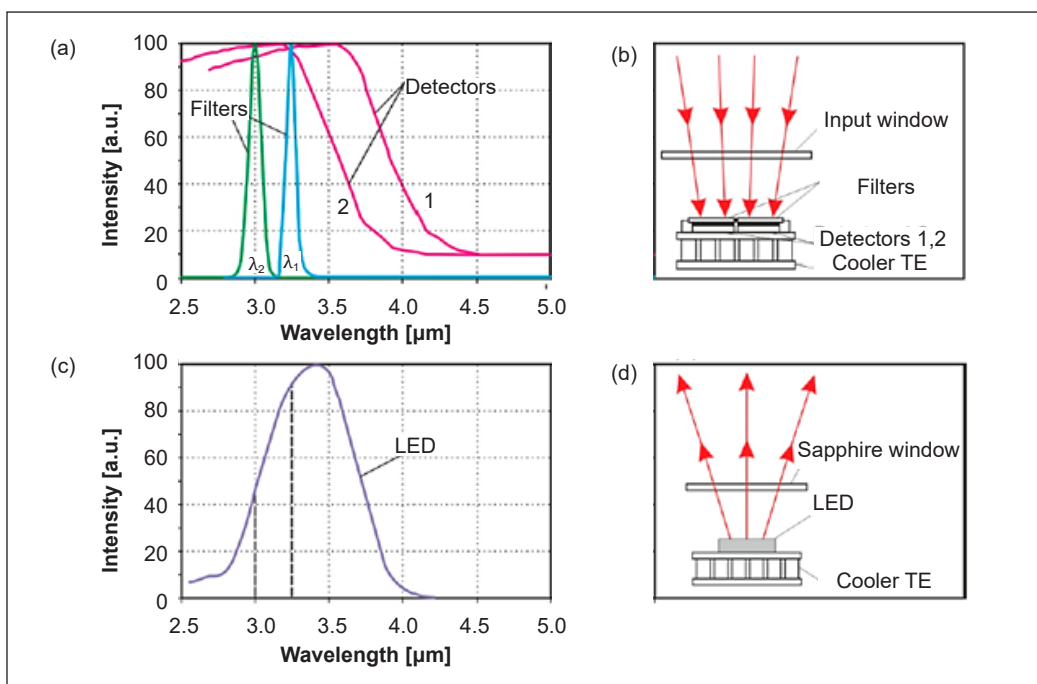 (a)
100
80
60
40
20
0
Intensity [a.u.]
Filters
Detectors
λ2
λ1
2
1
2.5 3.0 3.5 4.0 4.5 5.0
Wavelength [μm]
(b)
Input window
Filters
Detectors 1,2
Cooler TE
(c)
100
80
60
40
20
0
Intensity [a.u.]
LED
2.5 3.0 3.5 4.0 4.5 5.0
Wavelength [μm]
(d)
Sapphire window
LED
Cooler TE